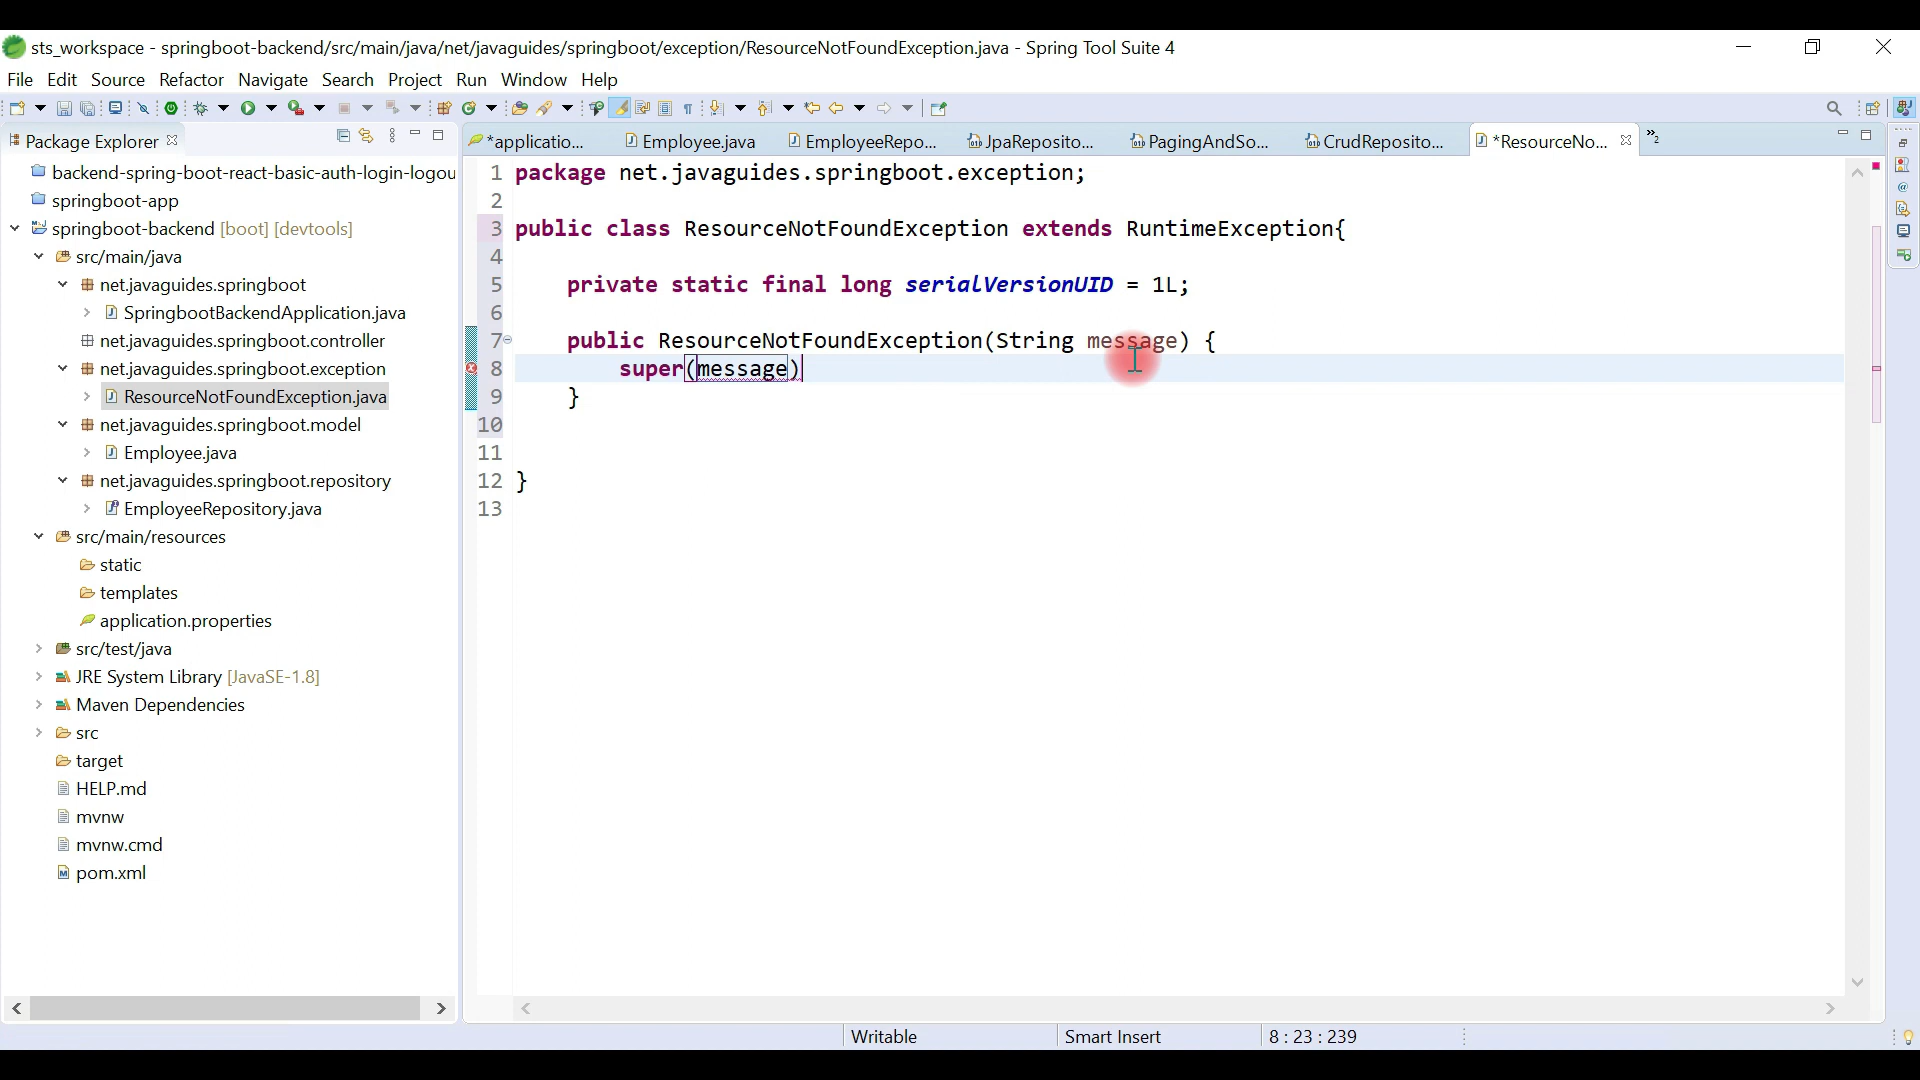 sts_workspace - springboot-backend/src/main/java/net/javaguides/springboot/exception/ResourceNotFoundException.java - Spring Tool Suite 4
File Edit Source Refactor Navigate Search Project Run Window Help
Package Explorer
*applicatio... Employee.java EmployeeRepo... JpaReposito... PagingAndSo... CrudReposito... *ResourceNo... »2
backend-spring-boot-react-basic-auth-login-logou
springboot-app
springboot-backend [boot] [devtools]
src/main/java
net.javaguides.springboot
SpringbootBackendApplication.java
net.javaguides.springboot.controller
net.javaguides.springboot.exception
ResourceNotFoundException.java
net.javaguides.springboot.model
Employee.java
net.javaguides.springboot.repository
EmployeeRepository.java
src/main/resources
static
templates
application.properties
src/test/java
JRE System Library [JavaSE-1.8]
Maven Dependencies
src
target
HELP.md
mvnw
mvnw.cmd
pom.xml
1 package net.javaguides.springboot.exception;
2
3 public class ResourceNotFoundException extends RuntimeException{
4
5 private static final long serialVersionUID = 1L;
6
7 public ResourceNotFoundException(String message) {
8 super(message)
9 }
10
11
12 }
13
Writable Smart Insert 8 : 23 : 239